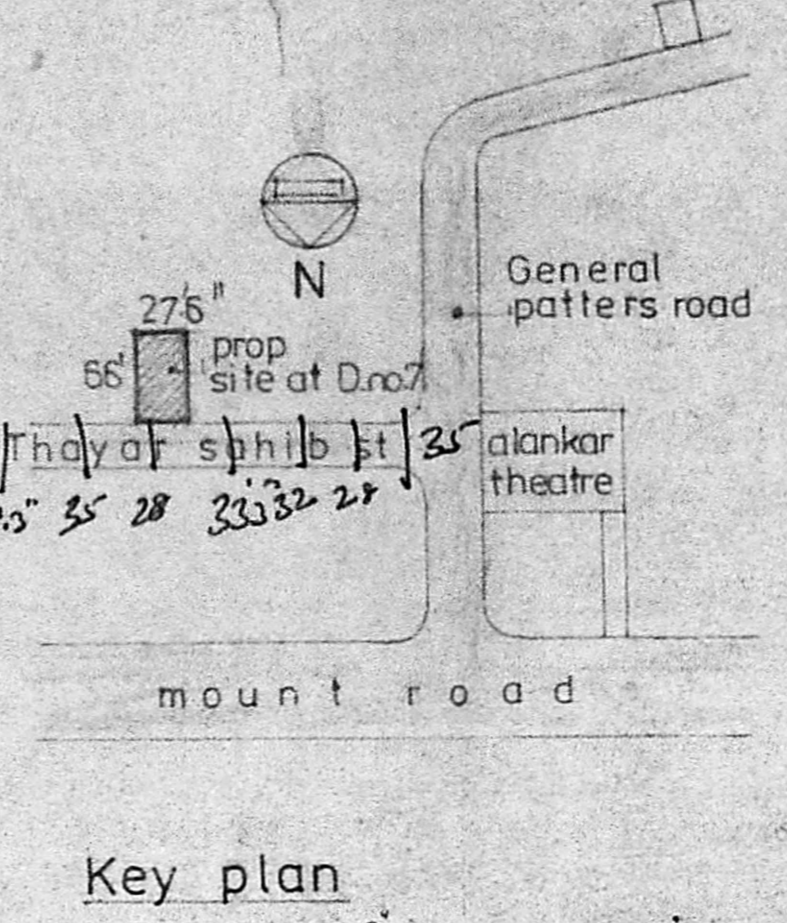 N
General
patters road
27'6"
66'
prop
site at D.no.7
Thayar sahib st
35
alankar
theatre
35 28 33 32 28
mount road
Key plan